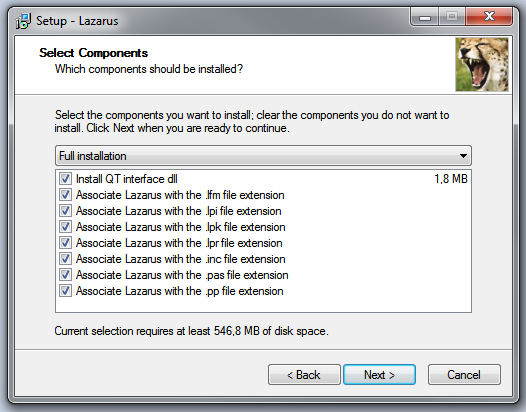 Setup - Lazarus
Select Components
Which components should be installed?
Select the components you want to install; clear the components you do not want to
install. Click Next when you are ready to continue.
Full installation
Install QT interface dll 1,8 MB
Associate Lazarus with the .lfm file extension
Associate Lazarus with the .lpi file extension
Associate Lazarus with the .lpk file extension
Associate Lazarus with the .lpr file extension
Associate Lazarus with the .inc file extension
Associate Lazarus with the .pas file extension
Associate Lazarus with the .pp file extension
Current selection requires at least 546,8 MB of disk space.
< Back Next > Cancel